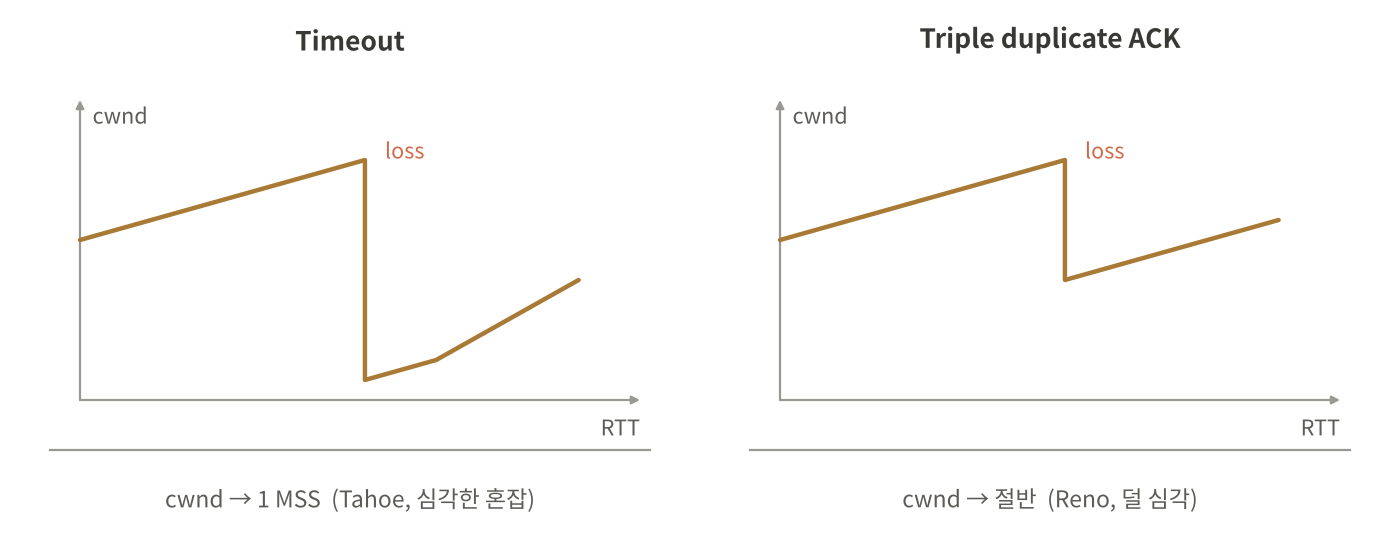 Timeout
cwnd
loss
RTT
cwnd → 1 MSS (Tahoe, 심각한 혼잡)
Triple duplicate ACK
cwnd
loss
RTT
cwnd → 절반 (Reno, 덜 심각)